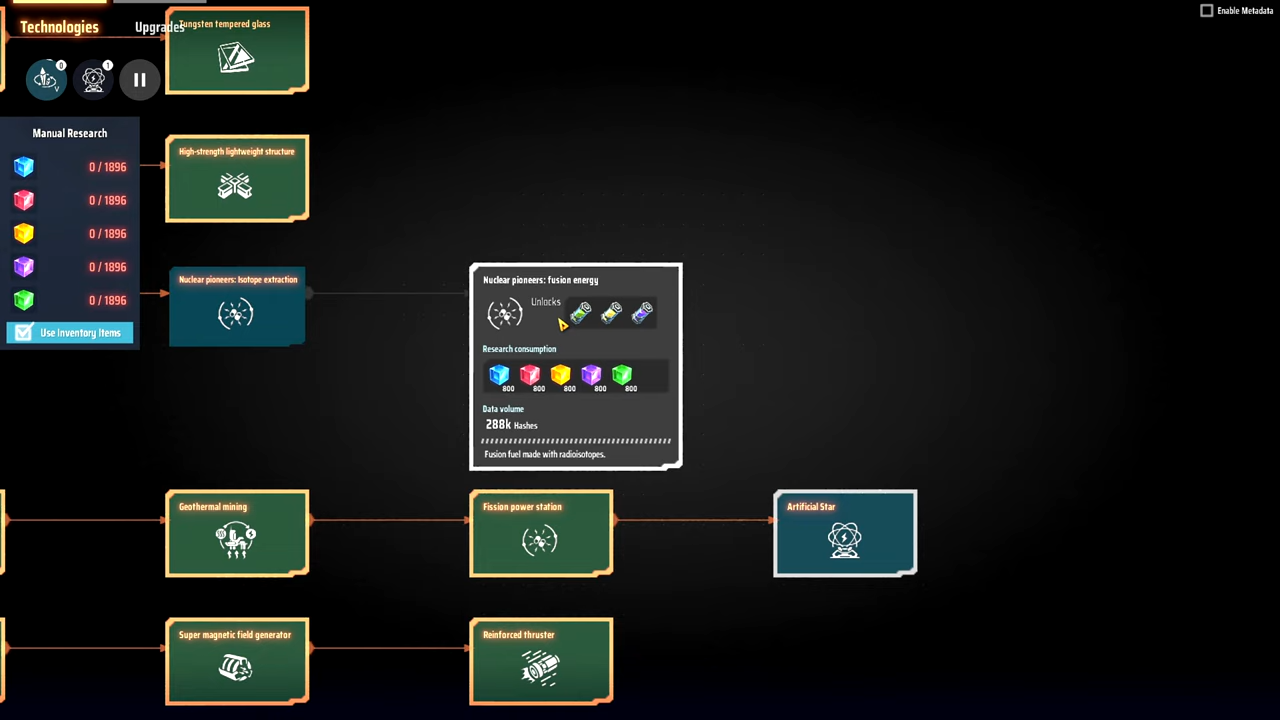 Enable Metadata
Technologies
Upgrades
Tungsten tempered glass
0
1
V
Manual Research
0 / 1896
0 / 1896
0 / 1896
0 / 1896
0 / 1896
Use Inventory Items
High-strength lightweight structure
Nuclear pioneers: Isotope extraction
Nuclear pioneers: fusion energy
Unlocks
Research consumption
800 800 800 800 800
Data volume
288k Hashes
Fusion fuel made with radioisotopes.
Geothermal mining
Fission power station
Artificial Star
Super magnetic field generator
Reinforced thruster